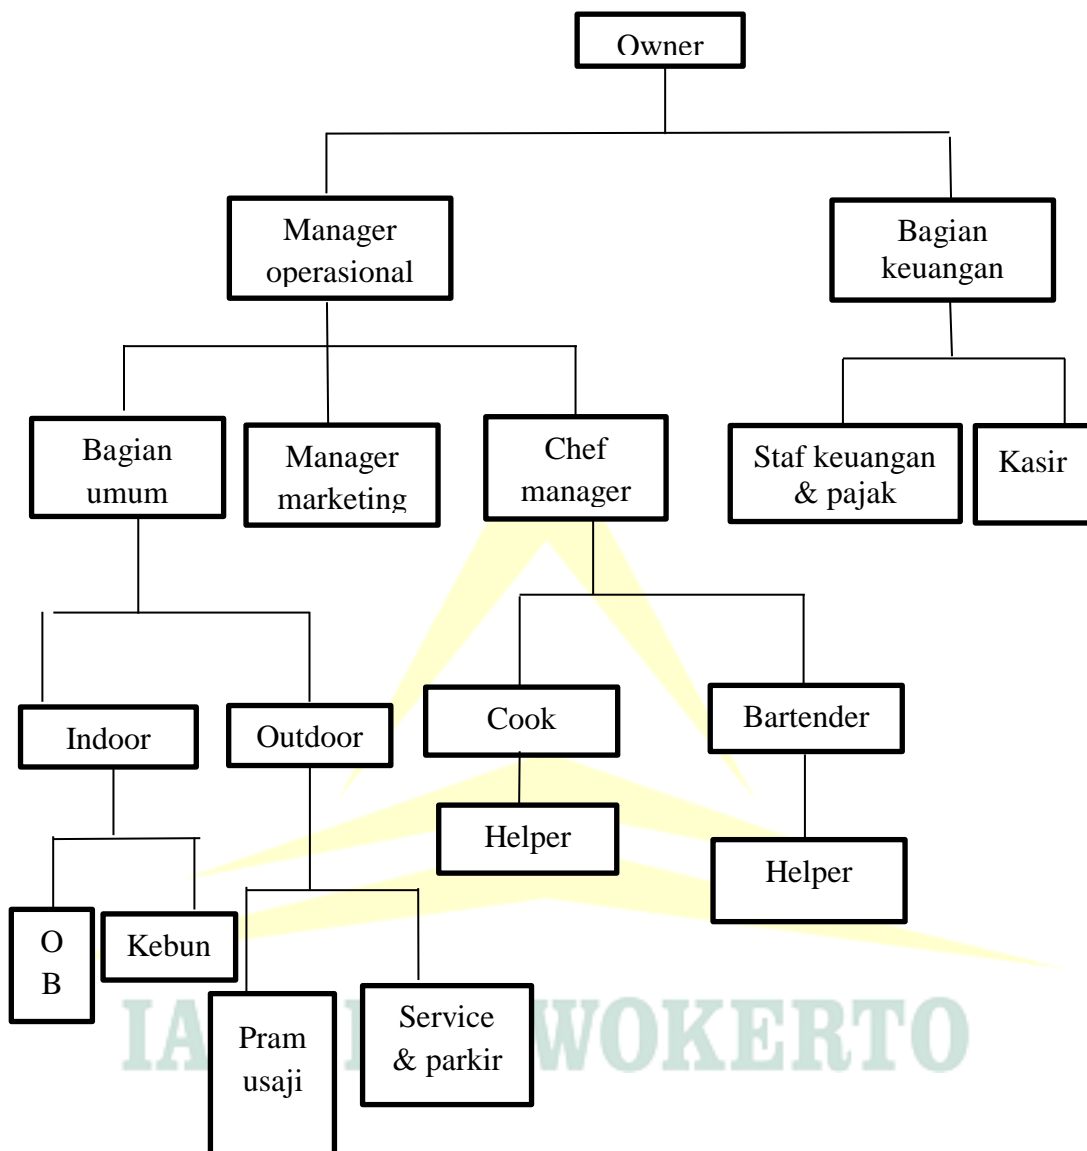 Owner
Manager
operasional
Bagian
keuangan
Bagian
umum
Manager
marketing
Chef
manager
Staf keuangan
& pajak
Kasir
Indoor
Outdoor
Cook
Bartender
Helper
Helper
O
B
Kebun
Pram
usaji
Service
& parkir